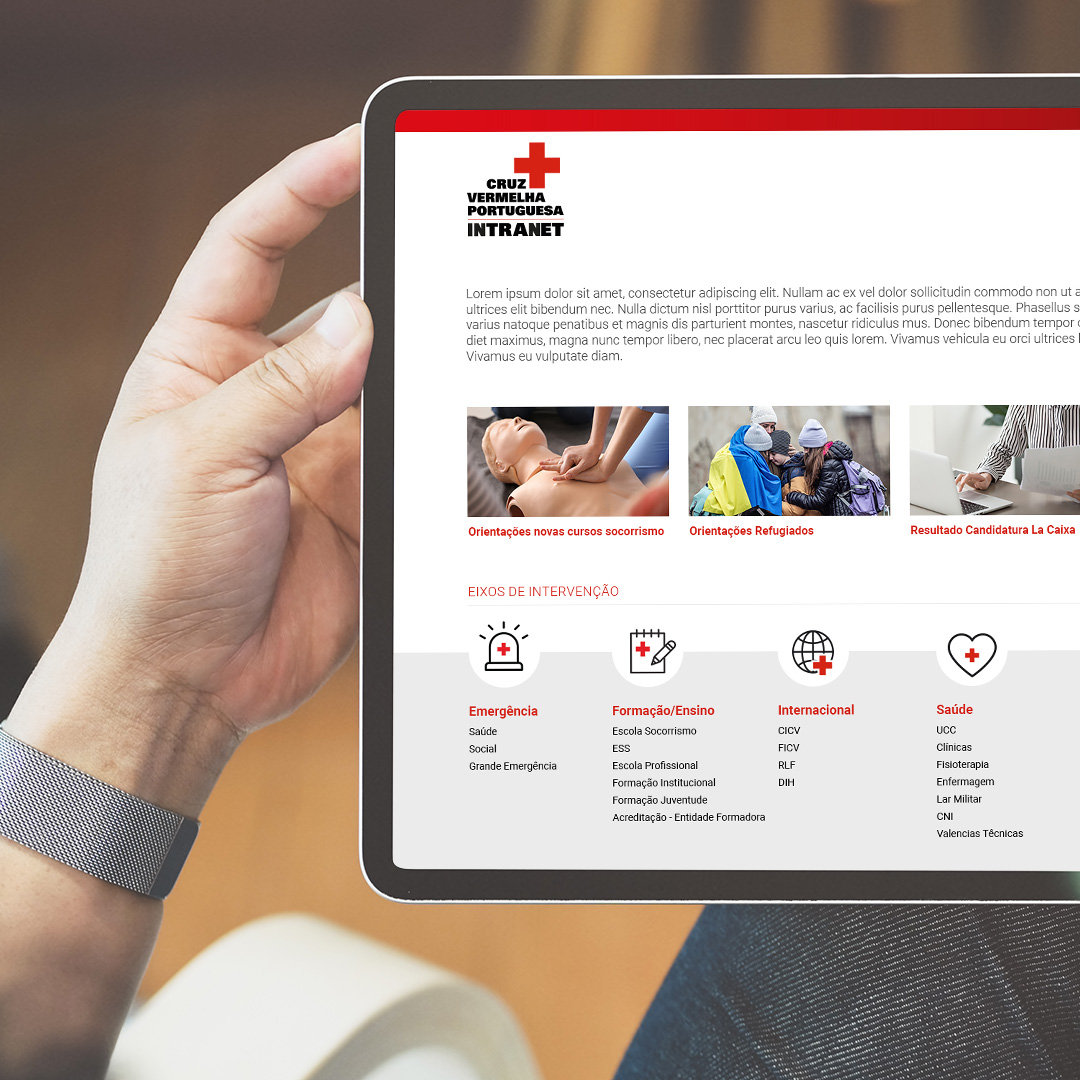 CRUZ
VERMELHA
PORTUGUESA
INTRANET
Lorem ipsum dolor sit amet, consectetur adipiscing elit. Nullam ac ex vel dolor sollicitudin commodo non ut
ultrices elit bibendum nec. Nulla dictum nisl porttitor purus varius, ac facilisis purus pellentesque. Phasellus
varius natoque penatibus et magnis dis parturient montes, nascetur ridiculus mus. Donec bibendum tempor
diet maximus, magna nunc tempor libero, nec placerat arcu leo quis lorem. Vivamus vehicula eu orci ultrices
Vivamus eu vulputate diam.
Orientações novas cursos socorrismo
Orientações Refugiados
Resultado Candidatura La Caixa
EIXOS DE INTERVENÇÃO
Emergência
Saúde
Social
Grande Emergência
Formação/Ensino
Escola Socorrismo
ESS
Escola Profissional
Formação Institucional
Formação Juventude
Acreditação - Entidade Formadora
Internacional
CICV
FICV
RLF
DIH
Saúde
UCC
Clínicas
Fisioterapia
Enfermagem
Lar Militar
CNI
Valencias Têcnicas